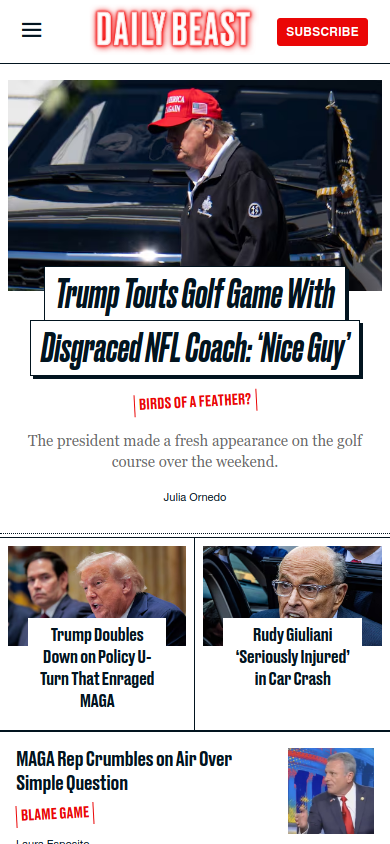 DAILY BEAST
SUBSCRIBE
Trump Touts Golf Game With
Disgraced NFL Coach: ‘Nice Guy’
BIRDS OF A FEATHER?
The president made a fresh appearance on the golf
course over the weekend.
Julia Ornedo
Trump Doubles
Down on Policy U-
Turn That Enraged
MAGA
Rudy Giuliani
‘Seriously Injured’
in Car Crash
MAGA Rep Crumbles on Air Over
Simple Question
BLAME GAME
Laura Esposito